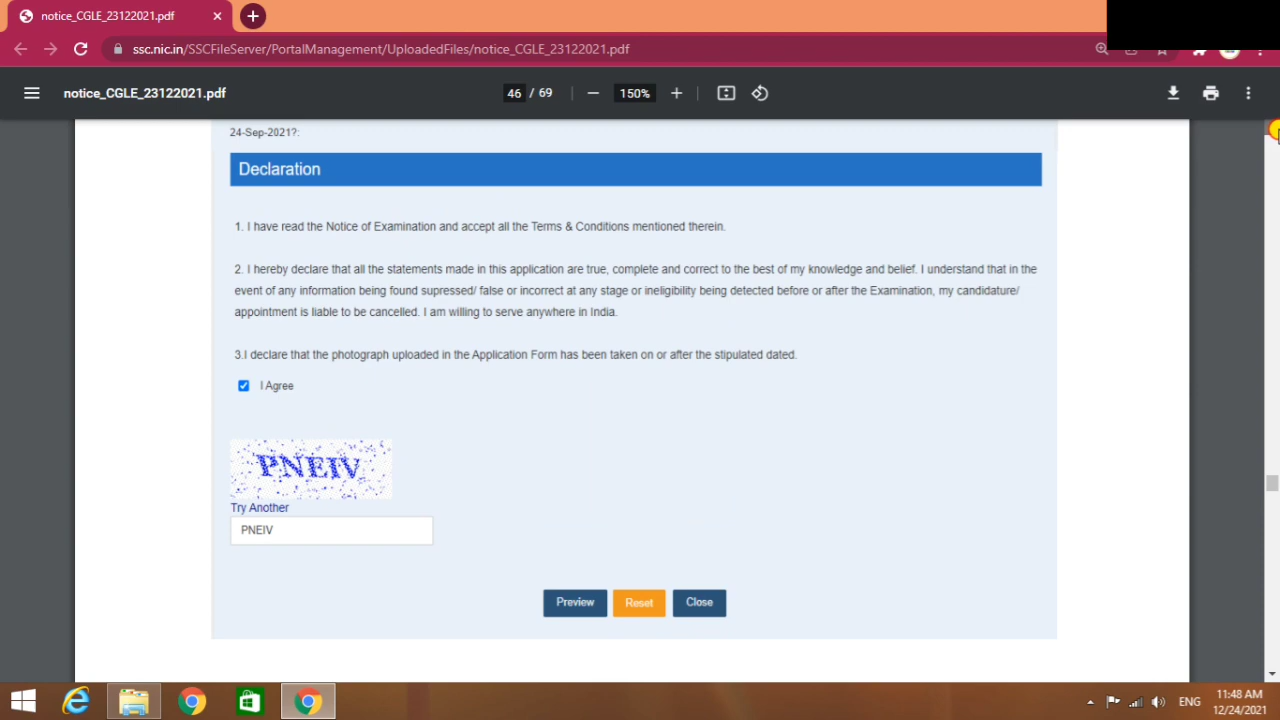 notice_CGLE_23122021.pdf
ssc.nic.in/SSCFileServer/PortalManagement/UploadedFiles/notice_CGLE_23122021.pdf
notice_CGLE_23122021.pdf
46 / 69
150%
24-Sep-2021?:
Declaration
1. I have read the Notice of Examination and accept all the Terms & Conditions mentioned therein.
2. I hereby declare that all the statements made in this application are true, complete and correct to the best of my knowledge and belief. I understand that in the
event of any information being found supressed/ false or incorrect at any stage or ineligibility being detected before or after the Examination, my candidature/
appointment is liable to be cancelled. I am willing to serve anywhere in India.
3.I declare that the photograph uploaded in the Application Form has been taken on or after the stipulated dated.
I Agree
PNEIV
Try Another
PNEIV
Preview
Reset
Close
ENG
11:48 AM
12/24/2021